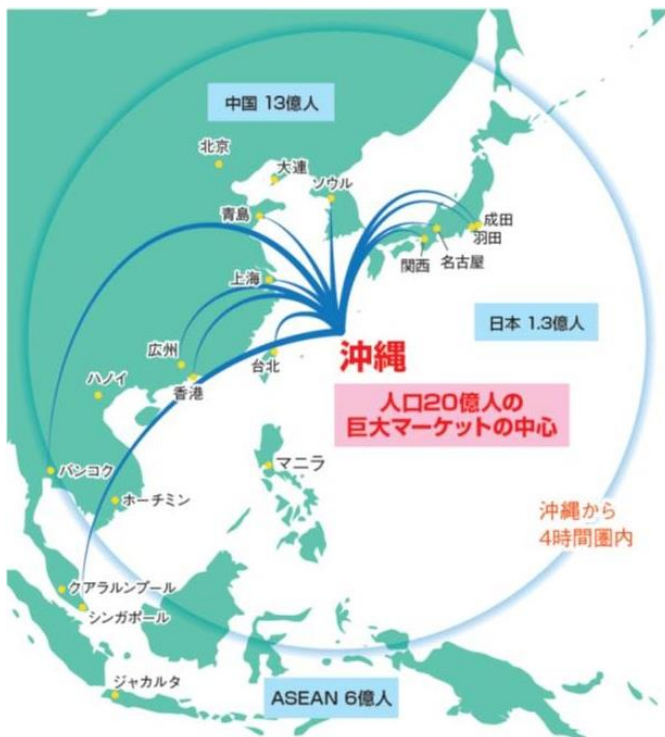 中国 13億人
北京
大連
ソウル
青島
成田
羽田
名古屋
関西
上海
日本 1.3億人
沖縄
広州
台北
香港
ハノイ
人口20億人の
巨大マーケットの中心
マニラ
バンコク
ホーチミン
沖縄から
4時間圏内
クアラルンプール
シンガポール
ジャカルタ
ASEAN 6億人